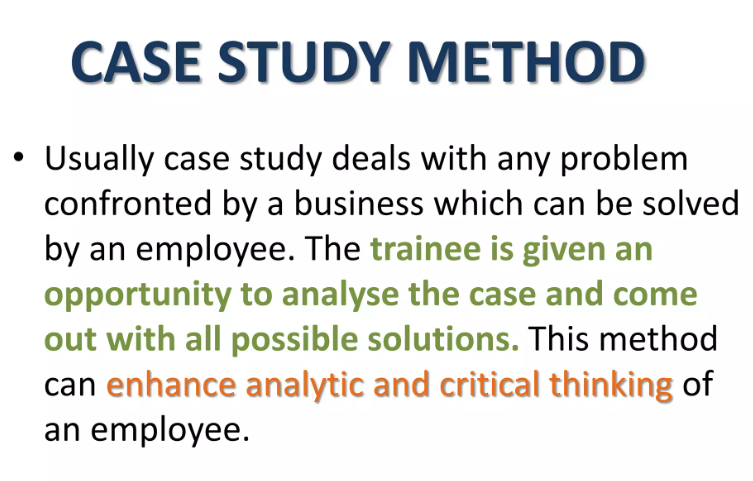 CASE STUDY METHOD
• Usually case study deals with any problem
confronted by a business which can be solved
by an employee. The trainee is given an
opportunity to analyse the case and come
out with all possible solutions. This method
can enhance analytic and critical thinking of
an employee.